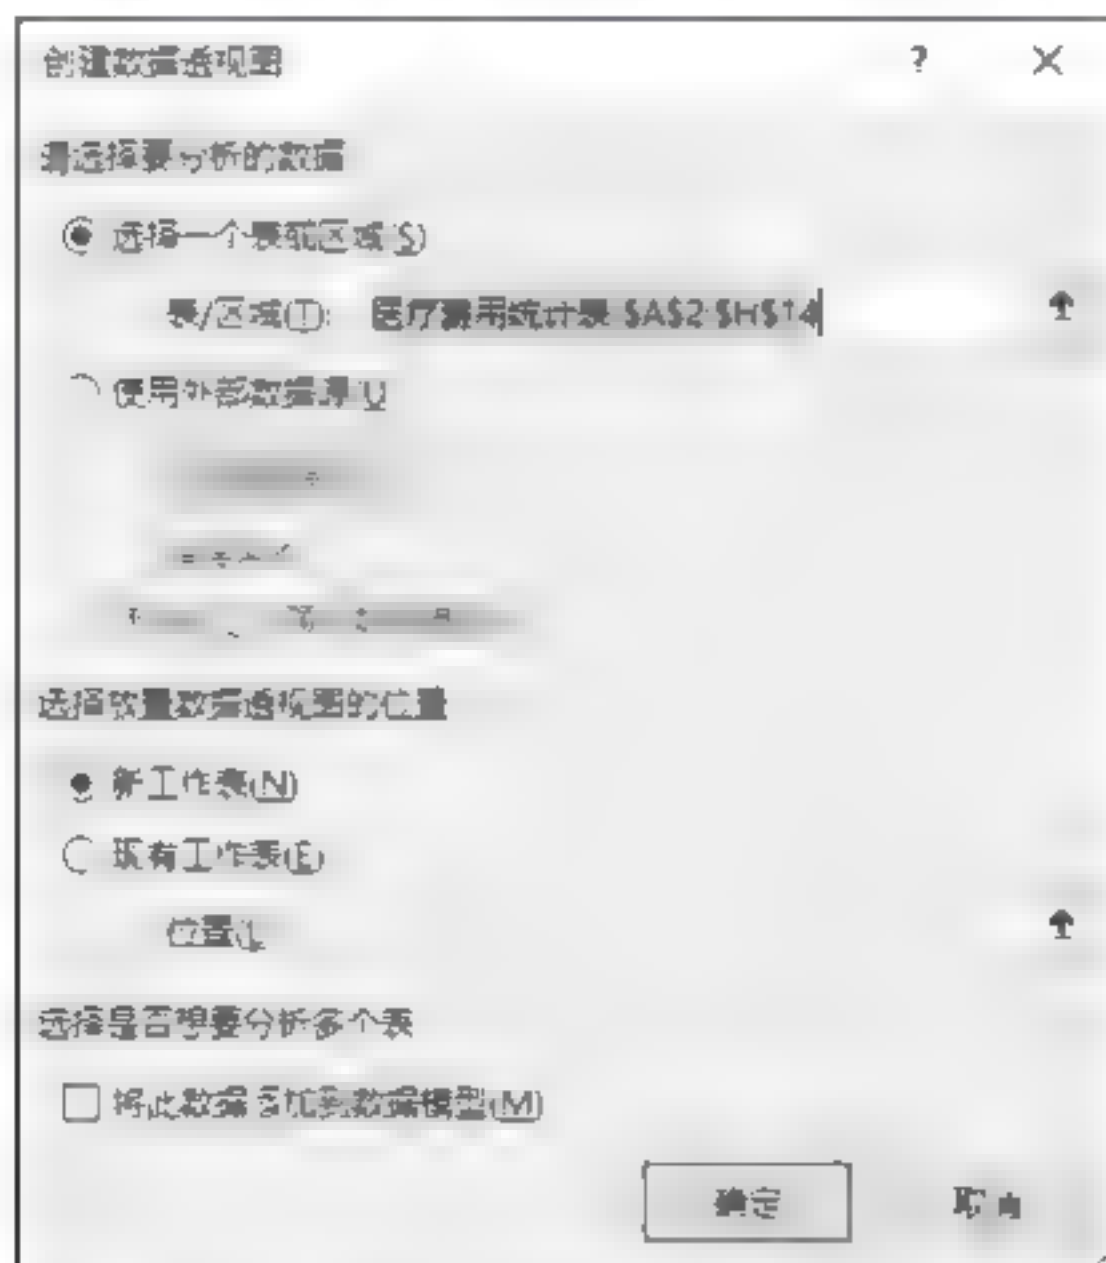 创建数据透视图 ? ×
请选择要分析的数据
选择一个表或区域(S)
表/区域(T): 医疗费用统计表 $A$2:$H$14
使用外部数据源(U)
选择放置数据透视图的位置
新工作表(N)
现有工作表(E)
位置(L)
选择是否想要分析多个表
将此数据添加到数据模型(M)
确定 取消